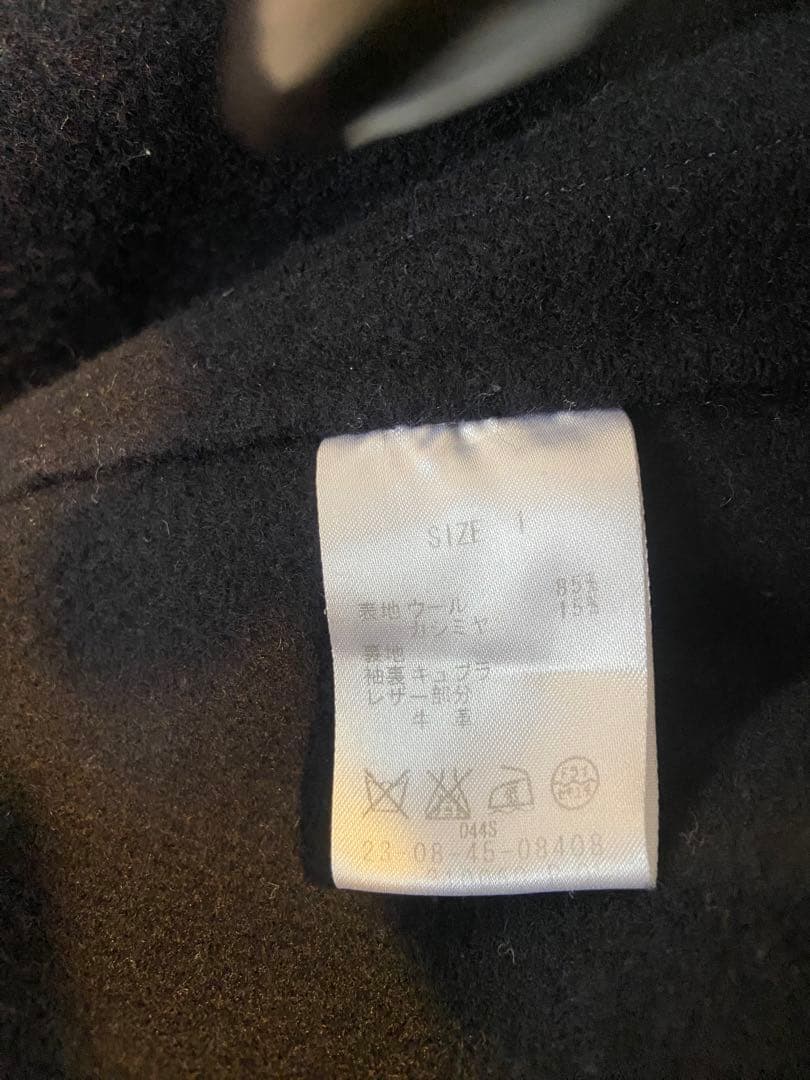 SIZE 1
表地 ウール 85%
カシミヤ 15%
表地
袖裏 キュプラ
レザー部分
牛 革
044S
23-08-45-08408